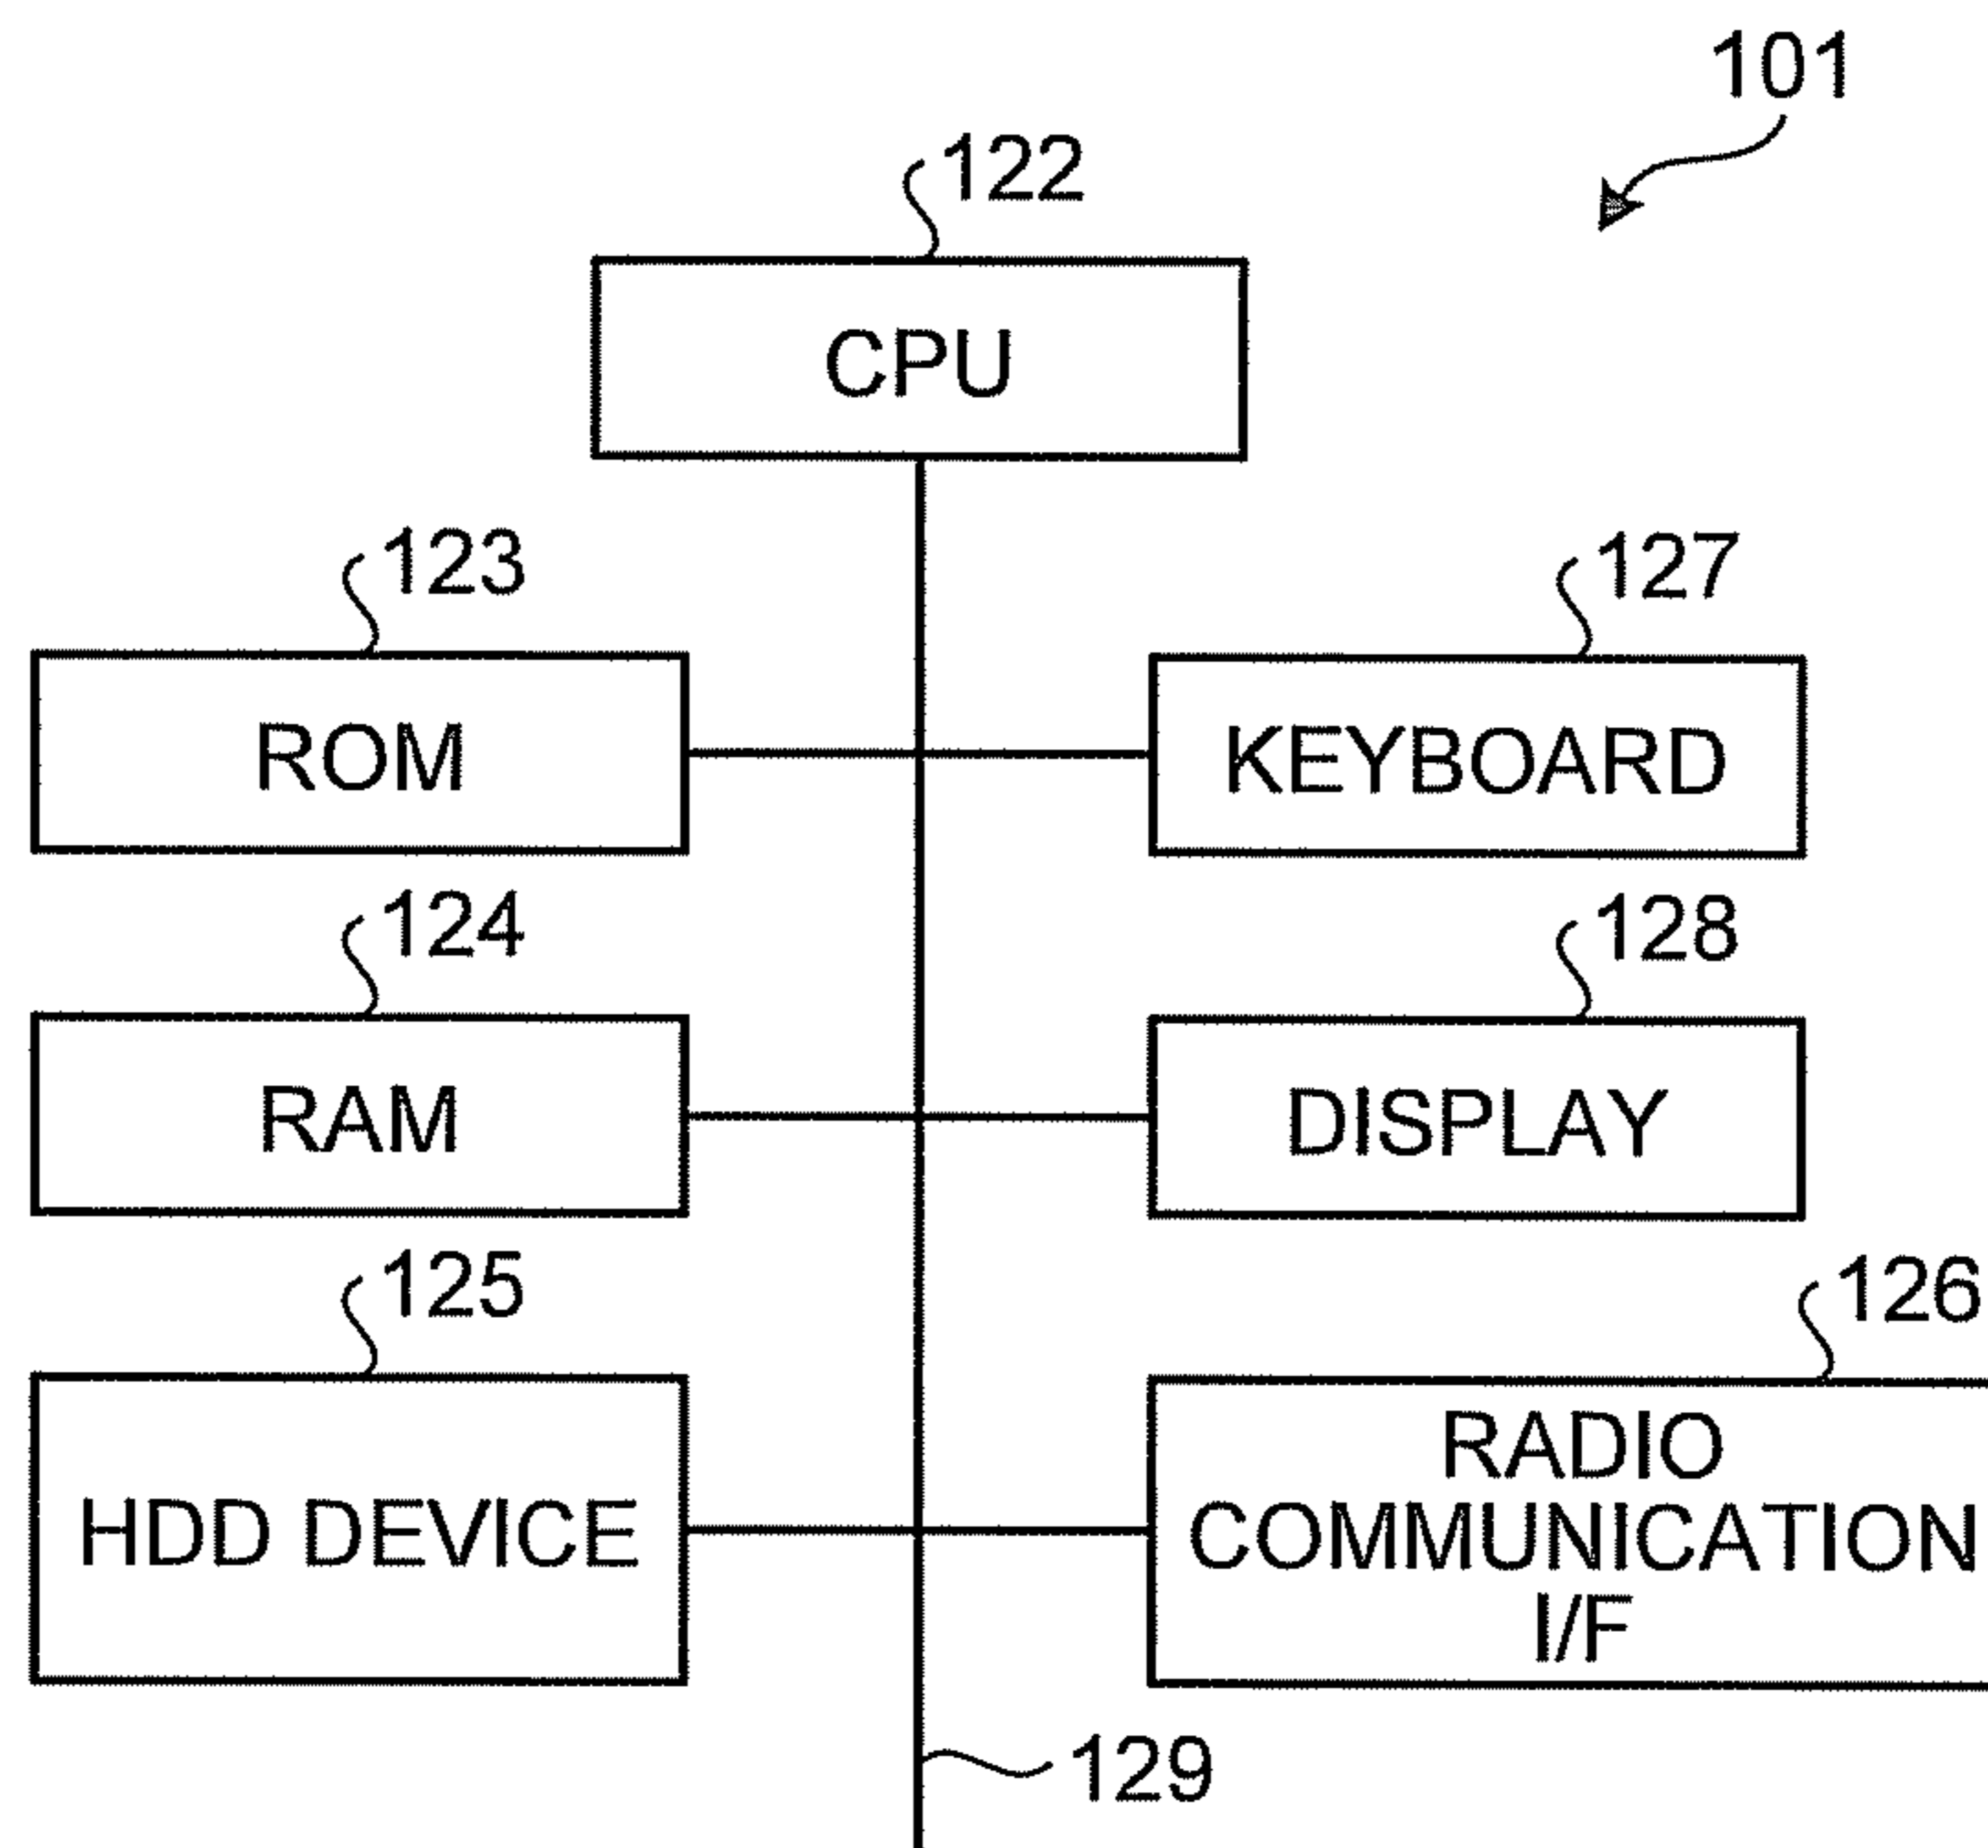 101
122
CPU
123
127
ROM
KEYBOARD
124
128
RAM
DISPLAY
125
126
HDD DEVICE
RADIO
COMMUNICATION
I/F
129